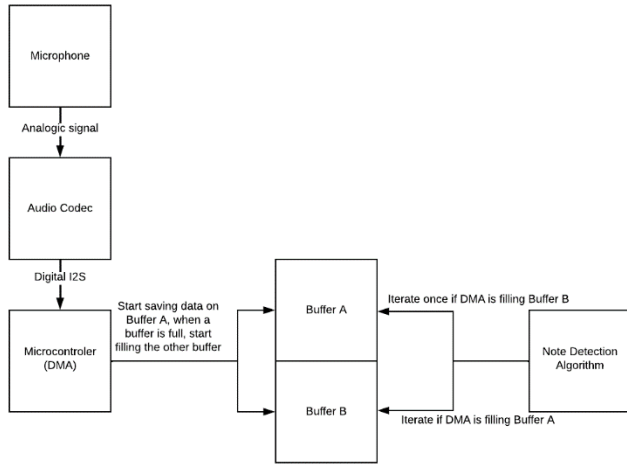 Microphone
Analogic signal
Audio Codec
Digital I2S
Start saving data on
Buffer A, when a
buffer is full, start
filling the other buffer
Microcontroler
(DMA)
Buffer A
Buffer B
Iterate once if DMA is filling Buffer B
Iterate if DMA is filling Buffer A
Note Detection
Algorithm